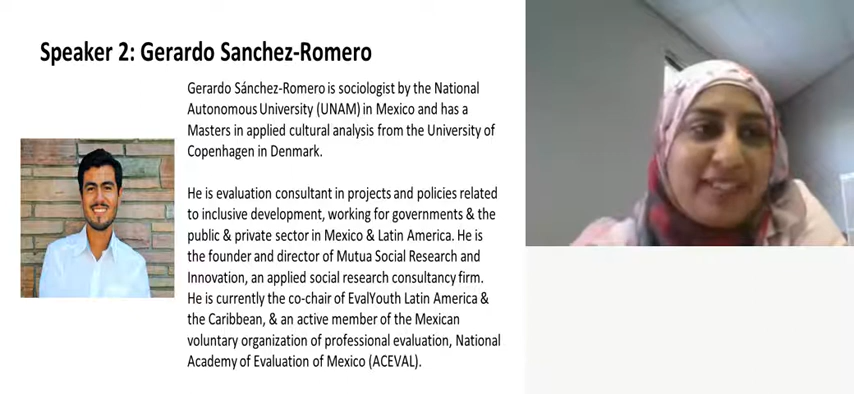 Speaker 2: Gerardo Sanchez-Romero
Gerardo Sánchez-Romero is sociologist by the National
Autonomous University (UNAM) in Mexico and has a
Masters in applied cultural analysis from the University of
Copenhagen in Denmark.
He is evaluation consultant in projects and policies related
to inclusive development, working for governments & the
public & private sector in Mexico & Latin America. He is
the founder and director of Mutua Social Research and
Innovation, an applied social research consultancy firm.
He is currently the co-chair of EvalYouth Latin America &
the Caribbean, & an active member of the Mexican
voluntary organization of professional evaluation, National
Academy of Evaluation of Mexico (ACEVAL).